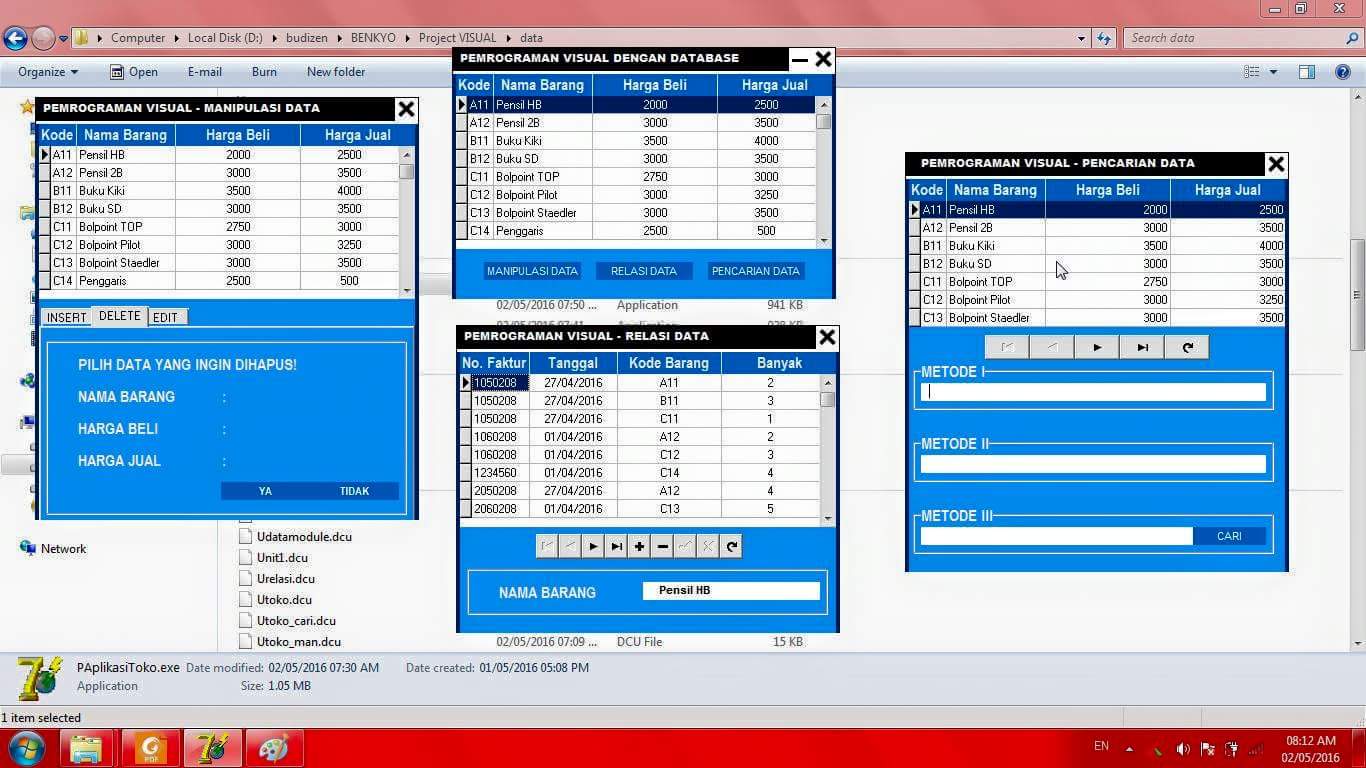 Computer Local Disk (D:) budizen BENKYO Project VISUAL data
Search data
Organize Open E-mail Burn New folder
PEMROGRAMAN VISUAL - MANIPULASI DATA
Kode Nama Barang Harga Beli Harga Jual
A11 Pensil HB 2000 2500
A12 Pensil 2B 3000 3500
B11 Buku Kiki 3500 4000
B12 Buku SD 3000 3500
C11 Bolpoint TOP 2750 3000
C12 Bolpoint Pilot 3000 3250
C13 Bolpoint Staedler 3000 3500
C14 Penggaris 2500 500
INSERT DELETE EDIT
PILIH DATA YANG INGIN DIHAPUS!
NAMA BARANG :
HARGA BELI :
HARGA JUAL :
YA TIDAK
PEMROGRAMAN VISUAL DENGAN DATABASE
Kode Nama Barang Harga Beli Harga Jual
A11 Pensil HB 2000 2500
A12 Pensil 2B 3000 3500
B11 Buku Kiki 3500 4000
B12 Buku SD 3000 3500
C11 Bolpoint TOP 2750 3000
C12 Bolpoint Pilot 3000 3250
C13 Bolpoint Staedler 3000 3500
C14 Penggaris 2500 500
MANIPULASI DATA RELASI DATA PENCARIAN DATA
02/05/2016 07:50 ... Application 941 KB
PEMROGRAMAN VISUAL - RELASI DATA
No. Faktur Tanggal Kode Barang Banyak
1050208 27/04/2016 A11 2
1050208 27/04/2016 B11 3
1050208 27/04/2016 C11 1
1060208 01/04/2016 A12 2
1060208 01/04/2016 C12 3
1234560 01/04/2016 C14 4
2050208 27/04/2016 A12 4
2060208 01/04/2016 C13 5
NAMA BARANG Pensil HB
PEMROGRAMAN VISUAL - PENCARIAN DATA
Kode Nama Barang Harga Beli Harga Jual
A11 Pensil HB 2000 2500
A12 Pensil 2B 3000 3500
B11 Buku Kiki 3500 4000
B12 Buku SD 3000 3500
C11 Bolpoint TOP 2750 3000
C12 Bolpoint Pilot 3000 3250
C13 Bolpoint Staedler 3000 3500
METODE I
METODE II
METODE III
CARI
Network
Udatamodule.dcu
Unit1.dcu
Urelasi.dcu
Utoko.dcu
Utoko_cari.dcu
Utoko_man.dcu 02/05/2016 07:09 ... DCU File 15 KB
PAplikasiToko.exe Date modified: 02/05/2016 07:30 AM Date created: 01/05/2016 05:08 PM
Application Size: 1.05 MB
1 item selected
PDF
EN
08:12 AM
02/05/2016